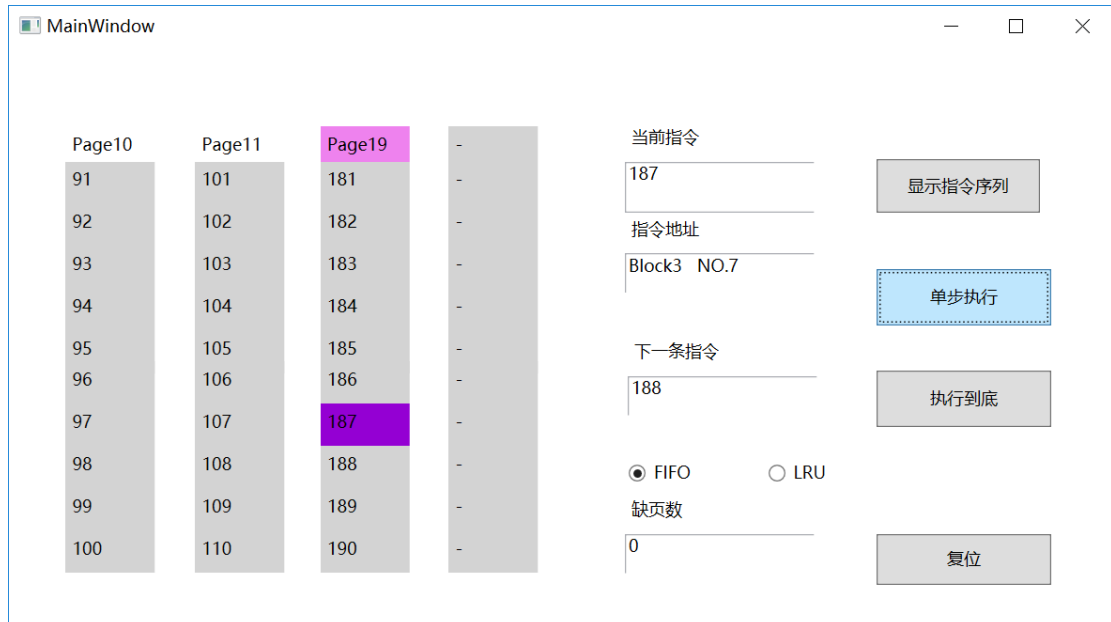 MainWindow
Page10 Page11 Page19 -
91 101 181 -
92 102 182 -
93 103 183 -
94 104 184 -
95 105 185 -
96 106 186 -
97 107 187 -
98 108 188 -
99 109 189 -
100 110 190 -
当前指令
187
指令地址
Block3 NO.7
下一条指令
188
FIFO LRU
缺页数
0
显示指令序列
单步执行
执行到底
复位